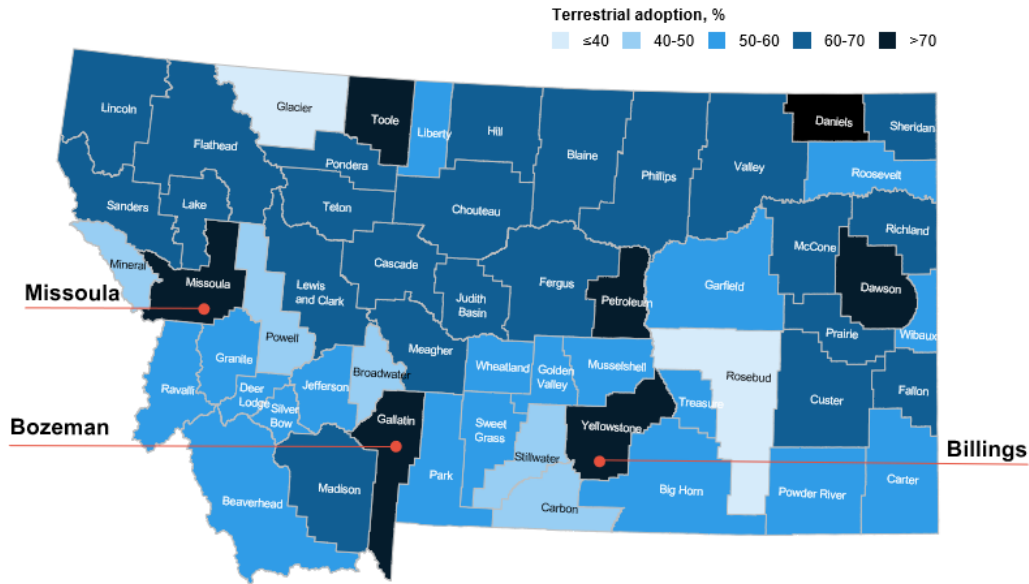 Terrestrial adoption, %
≤40 40-50 50-60 60-70 >70
Lincoln
Glacier
Toole
Liberty
Hill
Daniels
Sheridan
Flathead
Pondera
Blaine
Phillips
Valley
Roosevelt
Sanders
Lake
Teton
Chouteau
Richland
McCone
Mineral
Missoula
Missoula
Lewis
and Clark
Cascade
Judith
Basin
Fergus
Petroleum
Garfield
Dawson
Prairie
Wibaux
Powell
Granite
Meagher
Broadwater
Wheatland
Golden
Valley
Musselshell
Rosebud
Ravalli
Deer
Lodge
Silver
Bow
Jefferson
Treasure
Custer
Fallon
Bozeman
Gallatin
Sweet
Grass
Stillwater
Yellowstone
Billings
Beaverhead
Madison
Park
Carbon
Big Horn
Powder River
Carter